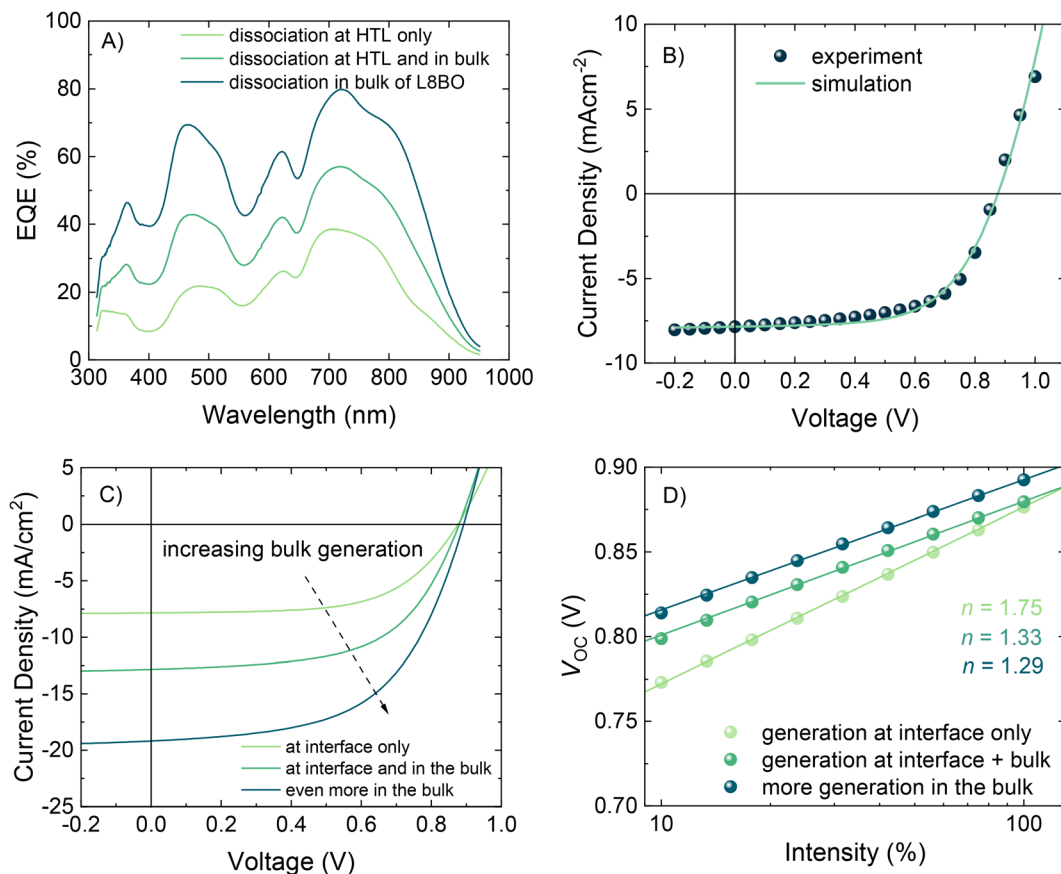 A)
dissociation at HTL only
dissociation at HTL and in bulk
dissociation in bulk of L8BO
EQE (%)
100
80
60
40
20
0
300 400 500 600 700 800 900 1000
Wavelength (nm)
B)
experiment
simulation
Current Density (mAcm-2)
10
5
0
-5
-10
-0.2 0.0 0.2 0.4 0.6 0.8 1.0
Voltage (V)
C)
increasing bulk generation
at interface only
at interface and in the bulk
even more in the bulk
Current Density (mA/cm2)
5
0
-5
-10
-15
-20
-25
-0.2 0.0 0.2 0.4 0.6 0.8 1.0
Voltage (V)
D)
n = 1.75
n = 1.33
n = 1.29
generation at interface only
generation at interface + bulk
more generation in the bulk
VOC (V)
0.90
0.85
0.80
0.75
0.70
10 100
Intensity (%)